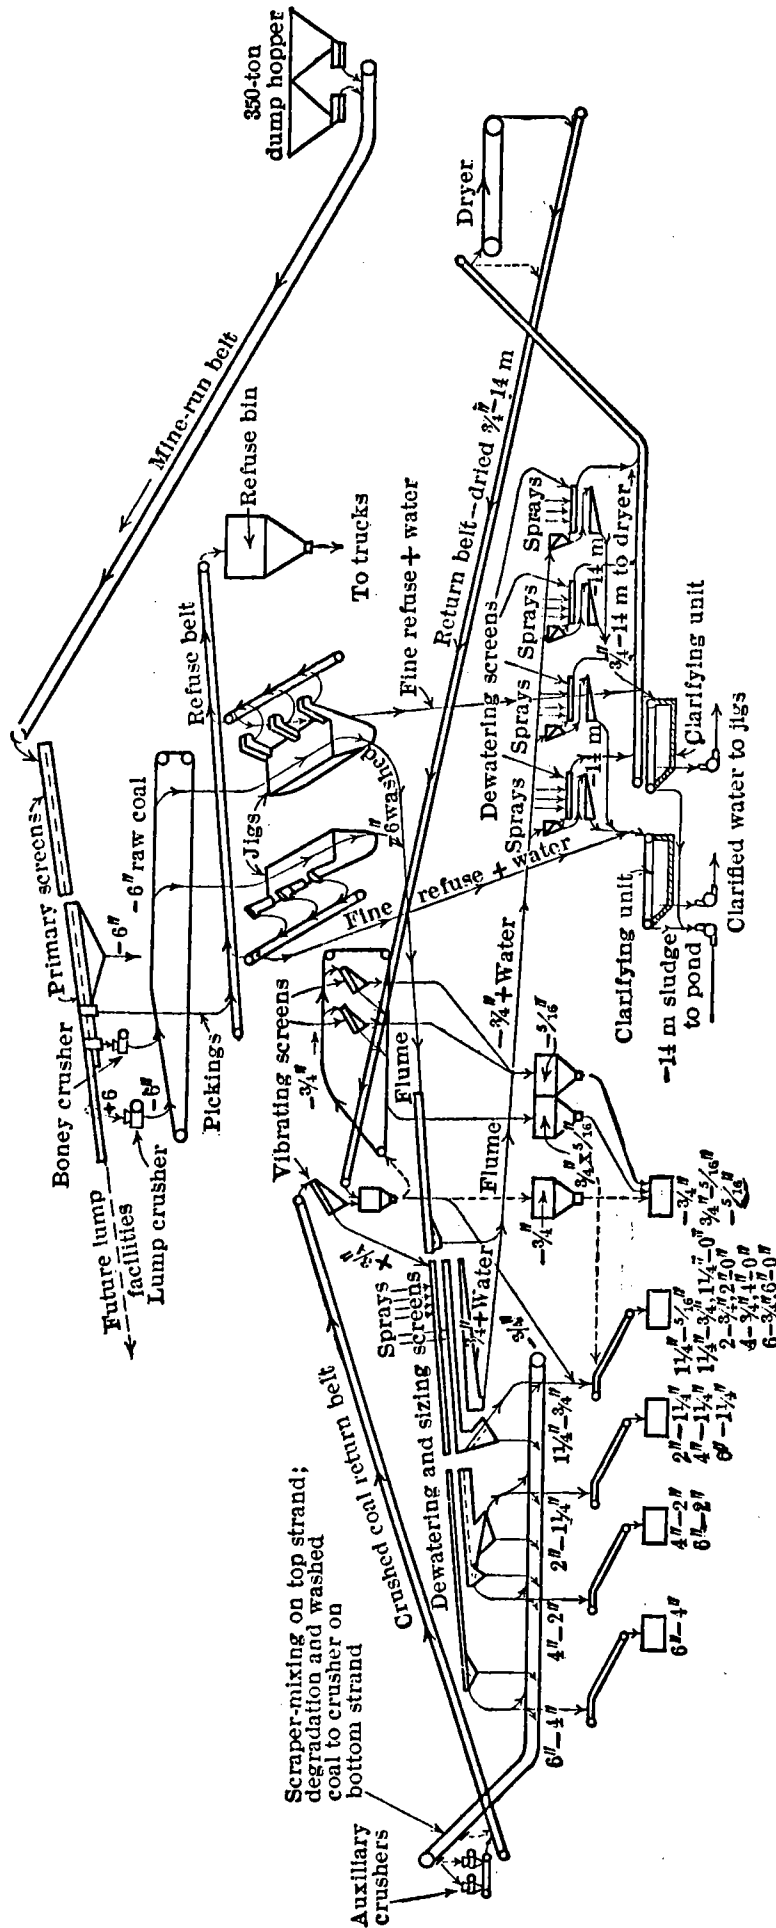 350-ton
dump hopper
Mine-run belt
Primary screens
-6"
-6" raw coal
Boney crusher
+6
-6"
Lump crusher
Future lump
facilities
Pickings
Refuse belt
Refuse bin
To trucks
Jigs
-6" washed
Fine refuse + water
Fine refuse + water
Dryer
Return belt—dried ¾"-14 m
Vibrating screens
-¾"
Flume
Crushed coal return belt
Scraper-mixing on top strand;
degradation and washed
coal to crusher on
bottom strand
Auxiliary
crushers
Sprays
Dewatering and sizing screens
-¾"+Water
-¾"+Water
Flume
Dewatering screens
Sprays
Sprays
Sprays
Sprays
-14 m
-14 m
¾"-14 m to dryer
Clarifying unit
Clarifying unit
-14 m sludge
to pond
Clarified water to jigs
-¾"
¾"x5/16"
-5/16"
-¾"
6"-4"
4"-2"
2"-1¼"
1¼"-¾"
6"-4"
4"-2"
6"-2"
2"-1¼"
4"-1¼"
6"-1¼"
1¼"-5/16"
1¼"-¾", 1¼"-0"
2-¾", 2"-0"
4-¾", 4"-0"
6-¾", 6"-0"
-¾"
¾"-5/16"
-5/16"